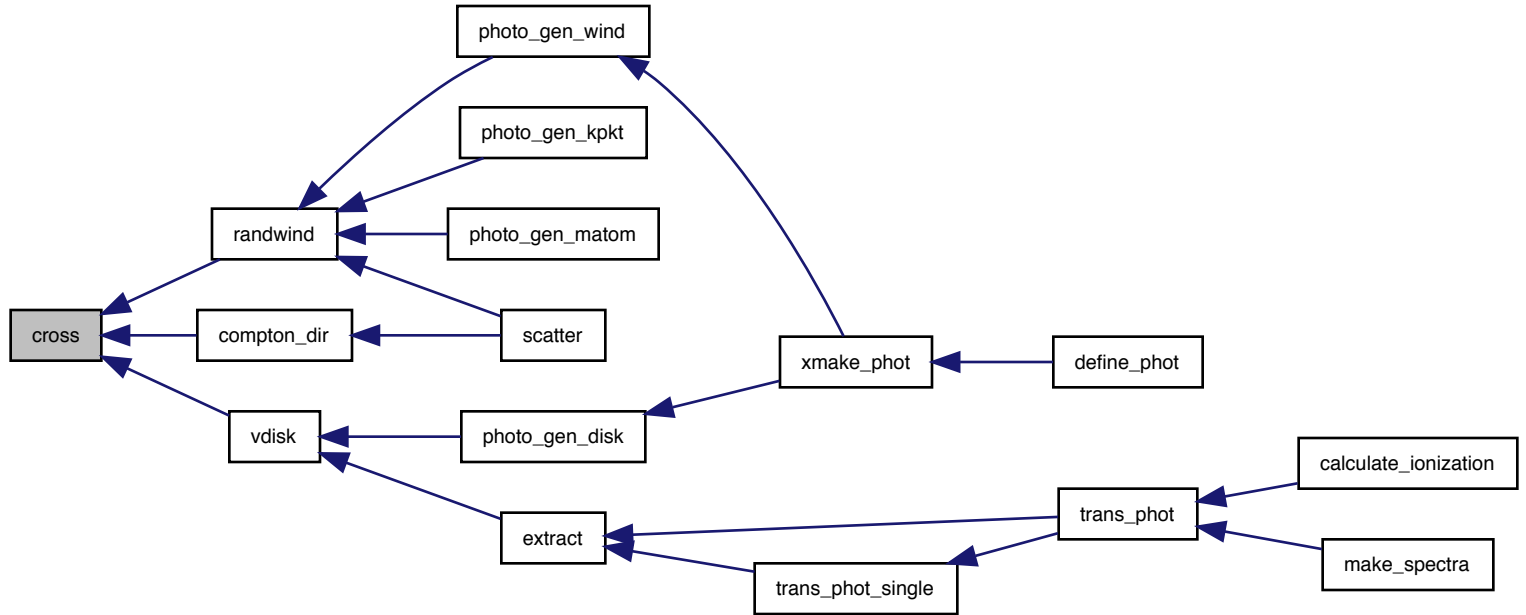 photo_gen_wind
photo_gen_kpkt
randwind
photo_gen_matom
cross
compton_dir
scatter
xmake_phot
define_phot
vdisk
photo_gen_disk
calculate_ionization
extract
trans_phot
trans_phot_single
make_spectra